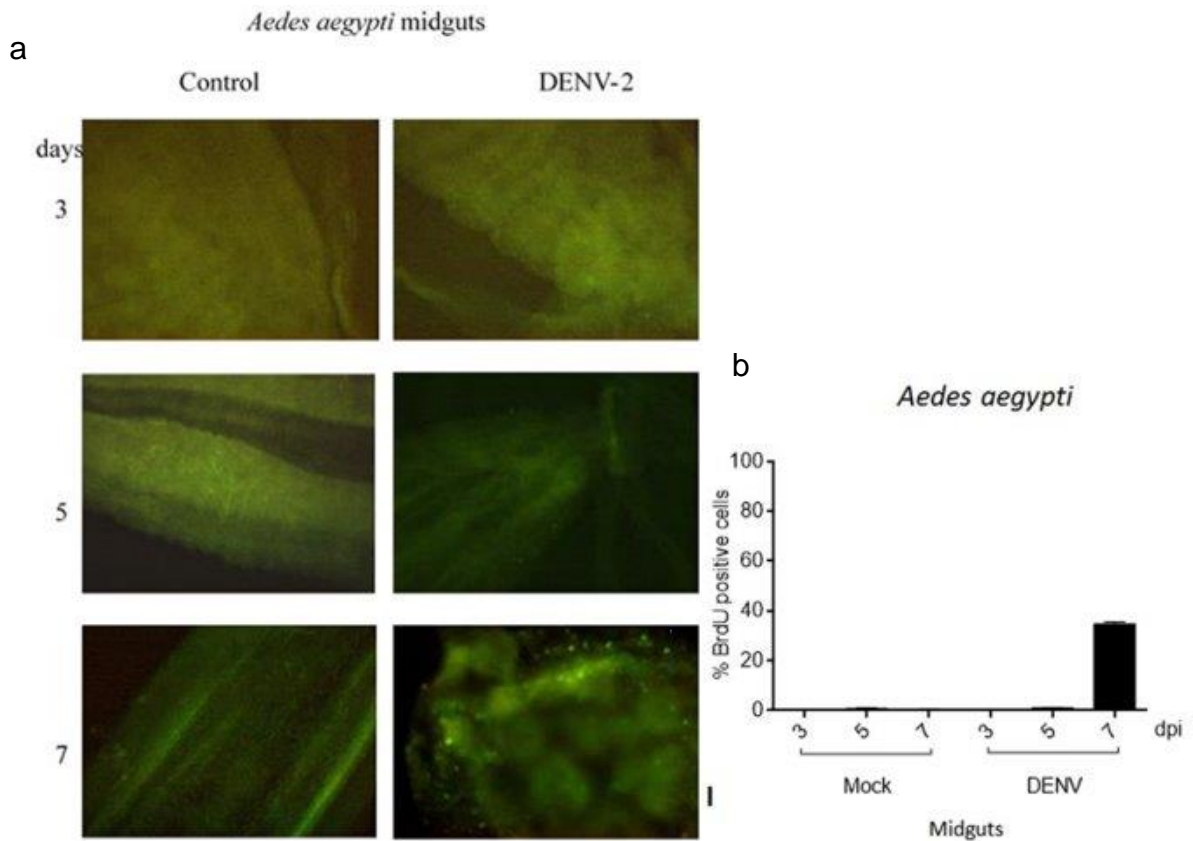 Aedes aegypti midguts
a
Control DENV-2
days
3
5
7
b
Aedes aegypti
% BrdU positive cells
100
80
60
40
20
0
3 5 7 3 5 7 dpi
Mock DENV
Midguts